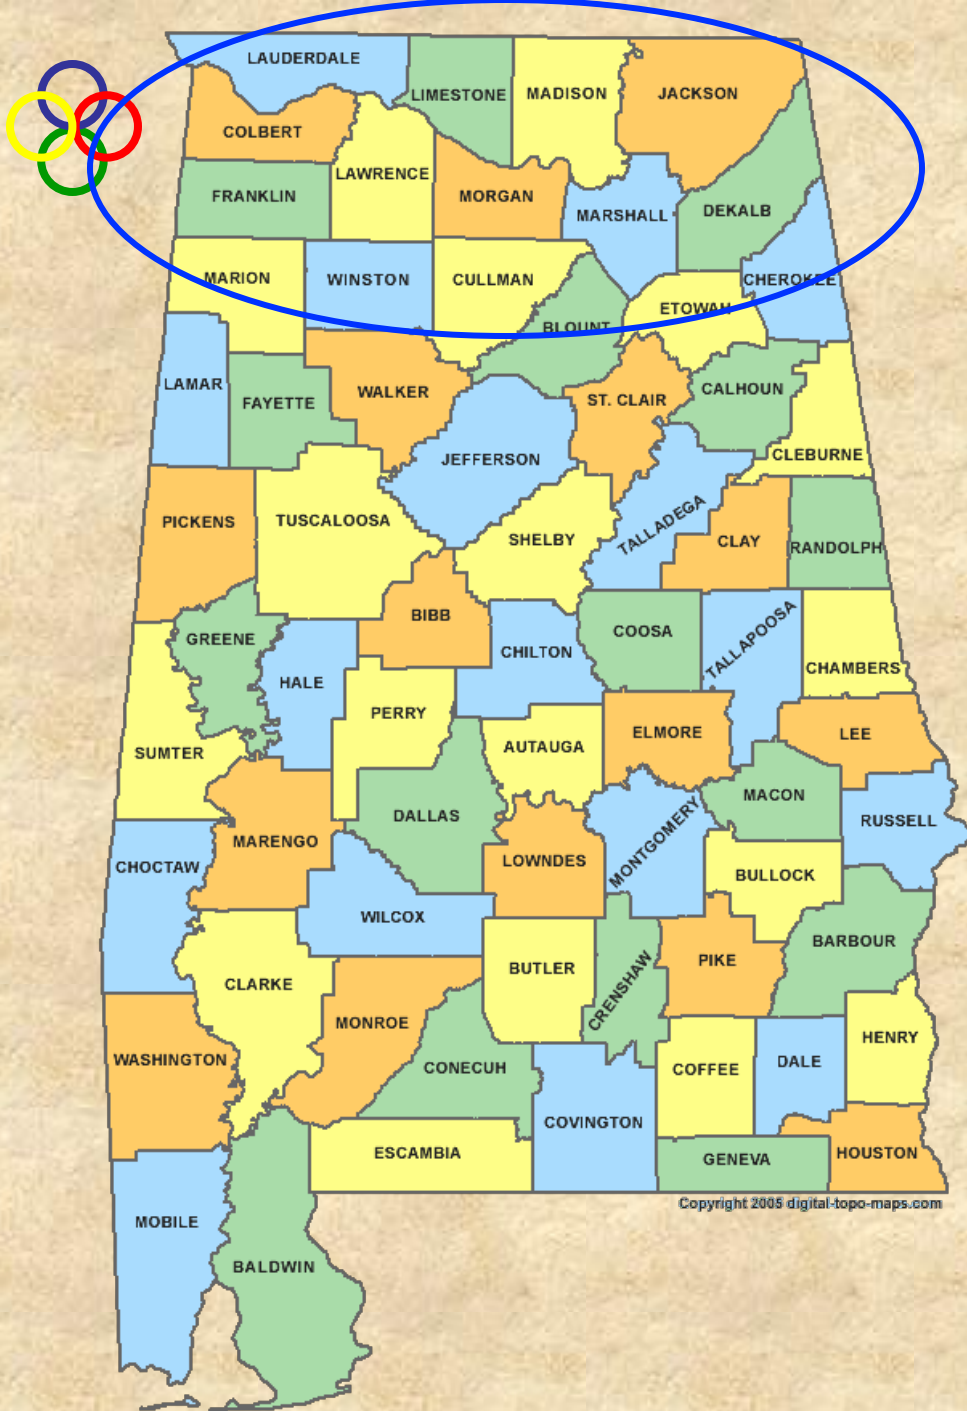 LAUDERDALE
LIMESTONE
MADISON
JACKSON
COLBERT
LAWRENCE
FRANKLIN
MORGAN
MARSHALL
DEKALB
MARION
WINSTON
CULLMAN
CHEROKEE
ETOWAH
BLOUNT
LAMAR
FAYETTE
WALKER
ST. CLAIR
CALHOUN
JEFFERSON
CLEBURNE
PICKENS
TUSCALOOSA
SHELBY
TALLADEGA
CLAY
RANDOLPH
GREENE
BIBB
COOSA
TALLAPOOSA
CHILTON
CHAMBERS
HALE
PERRY
SUMTER
AUTAUGA
ELMORE
LEE
DALLAS
MACON
RUSSELL
MARENGO
MONTGOMERY
CHOCTAW
LOWNDES
BULLOCK
WILCOX
BARBOUR
CLARKE
BUTLER
CRENSHAW
PIKE
MONROE
HENRY
WASHINGTON
CONECUH
COFFEE
DALE
COVINGTON
ESCAMBIA
GENEVA
HOUSTON
Copyright 2005 digital-topo-maps.com
MOBILE
BALDWIN